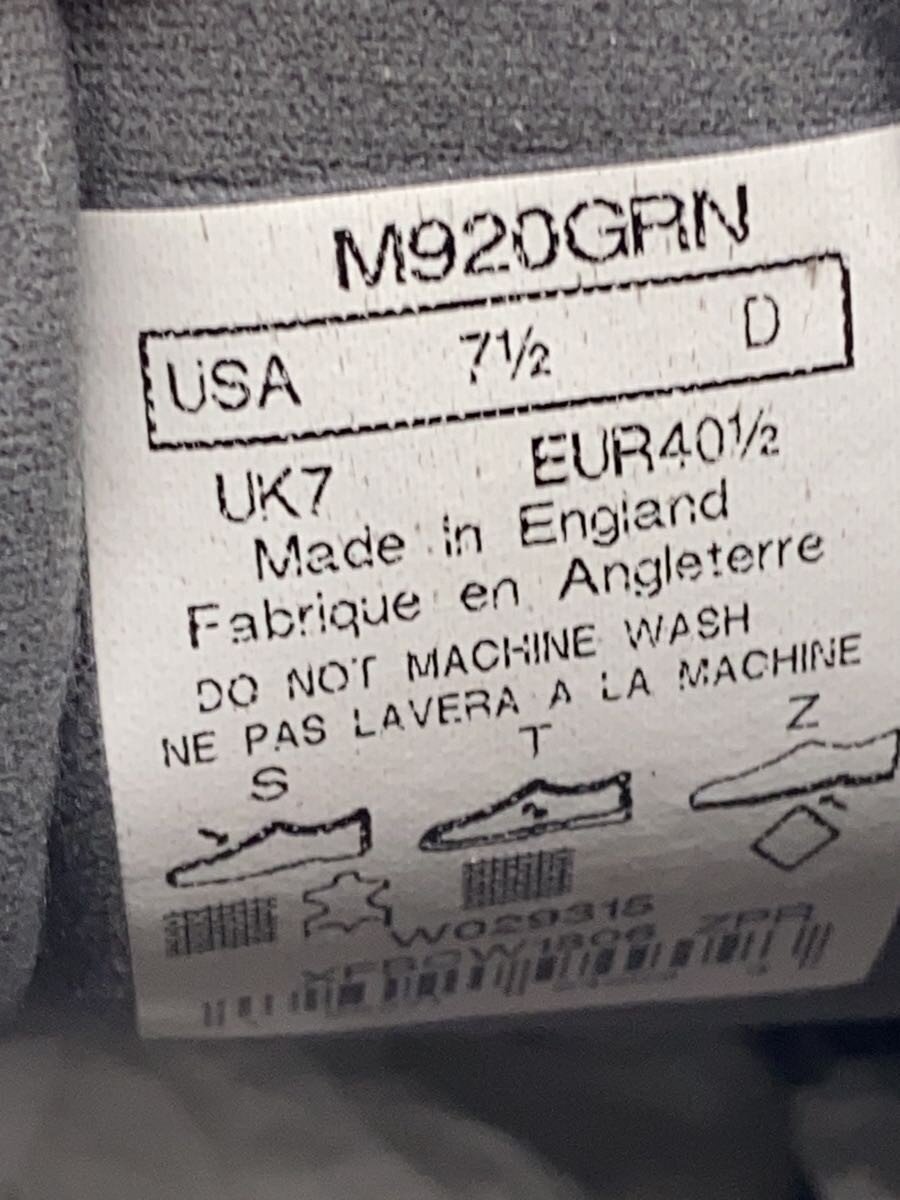 M920GRN
USA 7½ D
UK7 EUR40½
Made in England
Fabrique en Angleterre
DO NOT MACHINE WASH
NE PAS LAVERA A LA MACHINE
S T Z
W029315